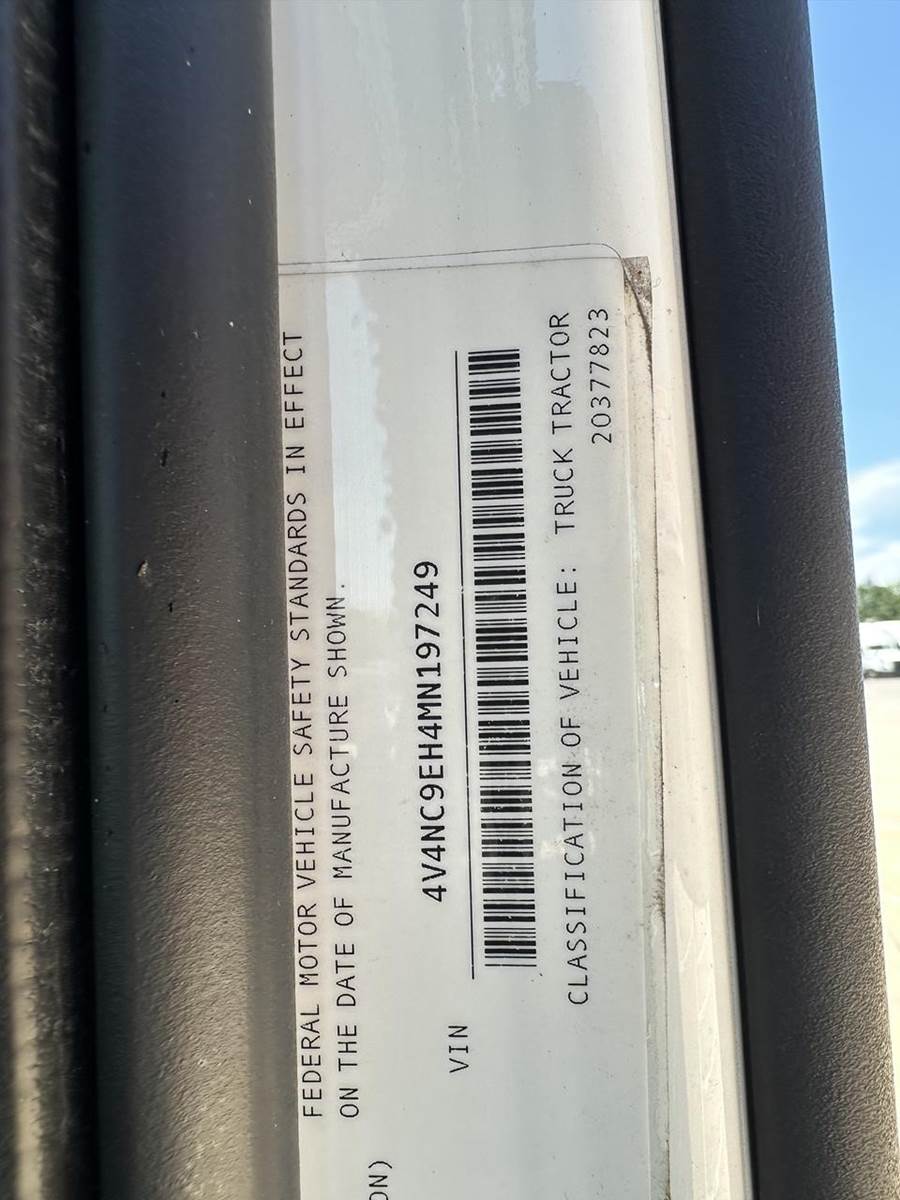 FEDERAL MOTOR VEHICLE SAFETY STANDARDS IN EFFECT
ON THE DATE OF MANUFACTURE SHOWN.
ON)
4V4NC9EH4MN197249
VIN
CLASSIFICATION OF VEHICLE: TRUCK TRACTOR
20377823